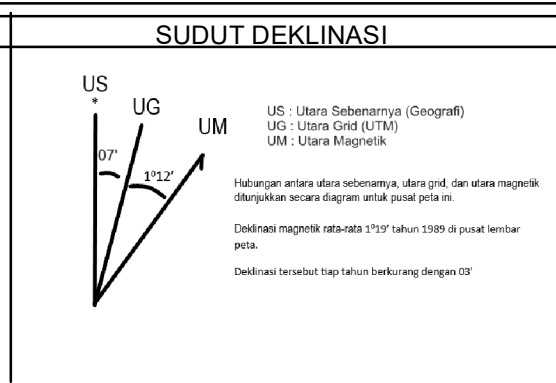 SUDUT DEKLINASI
US
*
UG
UM
07'
1⁰12'
US : Utara Sebenarnya (Geografi)
UG : Utara Grid (UTM)
UM : Utara Magnetik
Hubungan antara utara sebenarnya, utara grid, dan utara magnetik
ditunjukkan secara diagram untuk pusat peta ini.
Deklinasi magnetik rata-rata 1⁰19' tahun 1989 di pusat lembar
peta.
Deklinasi tersebut tiap tahun berkurang dengan 03'